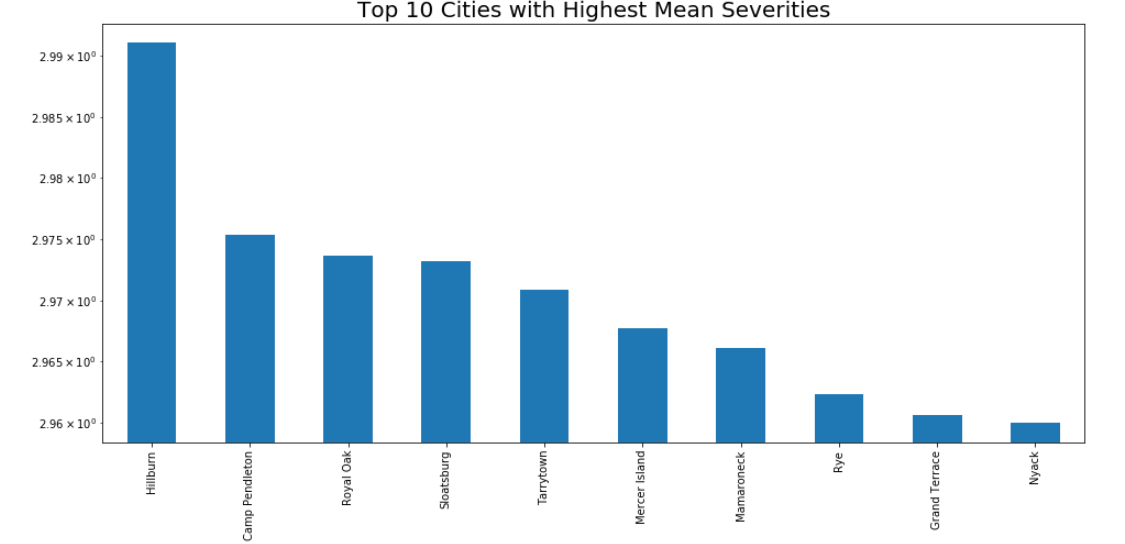 Top 10 Cities with Highest Mean Severities
2.99 × 10⁰
2.985 × 10⁰
2.98 × 10⁰
2.975 × 10⁰
2.97 × 10⁰
2.965 × 10⁰
2.96 × 10⁰
Hillburn
Camp Pendleton
Royal Oak
Sloatsburg
Tarrytown
Mercer Island
Mamaroneck
Rye
Grand Terrace
Nyack